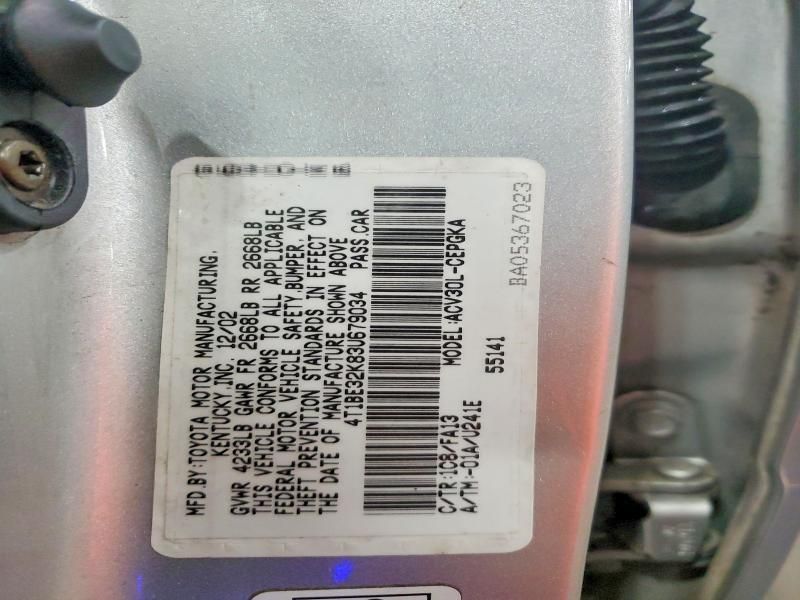 MFD.BY:TOYOTA MOTOR MANUFACTURING,
KENTUCKY,INC. 12/02
GVWR 4233LB GAWR FR 2668LB RR 2668LB
THIS VEHICLE CONFORMS TO ALL APPLICABLE
FEDERAL MOTOR VEHICLE SAFETY,BUMPER, AND
THEFT PREVENTION STANDARDS IN EFFECT ON
THE DATE OF MANUFACTURE SHOWN ABOVE
4T1BE32K83U679034 PASS.CAR
C/TR:1C8/FA13 MODEL:ACV30L-CEPGKA
A/TM:-01A/U241E 55141
BA05367023